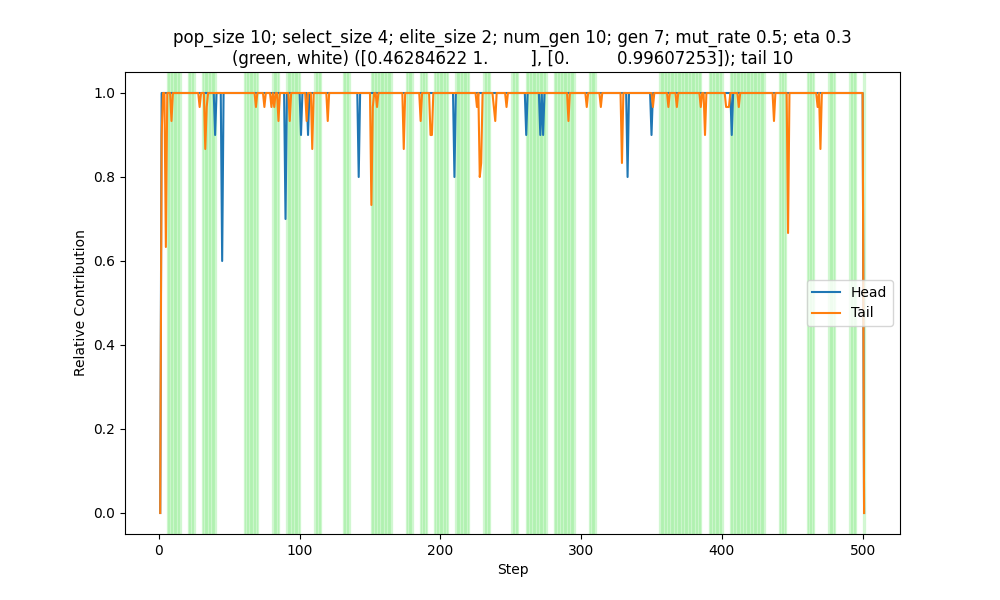 pop_size 10; select_size 4; elite_size 2; num_gen 10; gen 7; mut_rate 0.5; eta 0.3
(green, white) ([0.46284622 1.         ], [0.         0.99607253]); tail 10
Relative Contribution
1.0
0.8
0.6
0.4
0.2
0.0
Head
Tail
0 100 200 300 400 500
Step